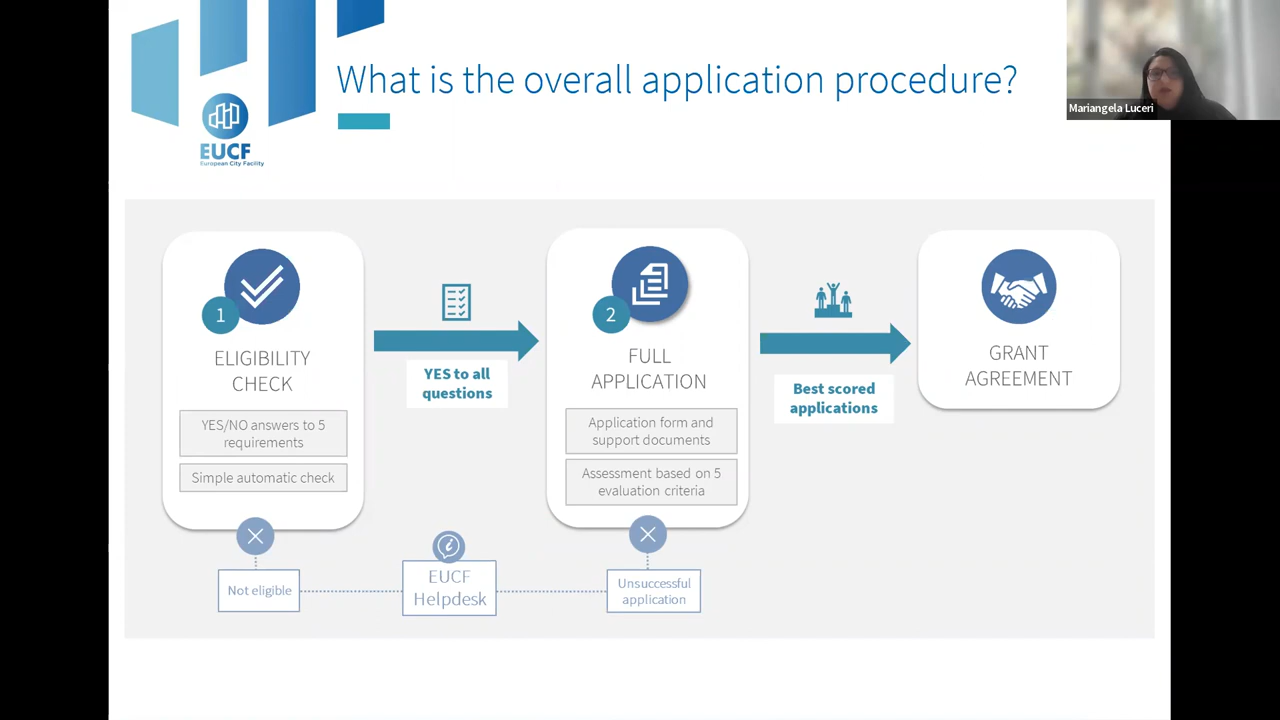 What is the overall application procedure?
Mariangela Luceri
EUCF
European City Facility
1
ELIGIBILITY
CHECK
YES/NO answers to 5
requirements
Simple automatic check
YES to all
questions
2
FULL
APPLICATION
Application form and
support documents
Assessment based on 5
evaluation criteria
Best scored
applications
GRANT
AGREEMENT
Not eligible
i
EUCF
Helpdesk
Unsuccessful
application